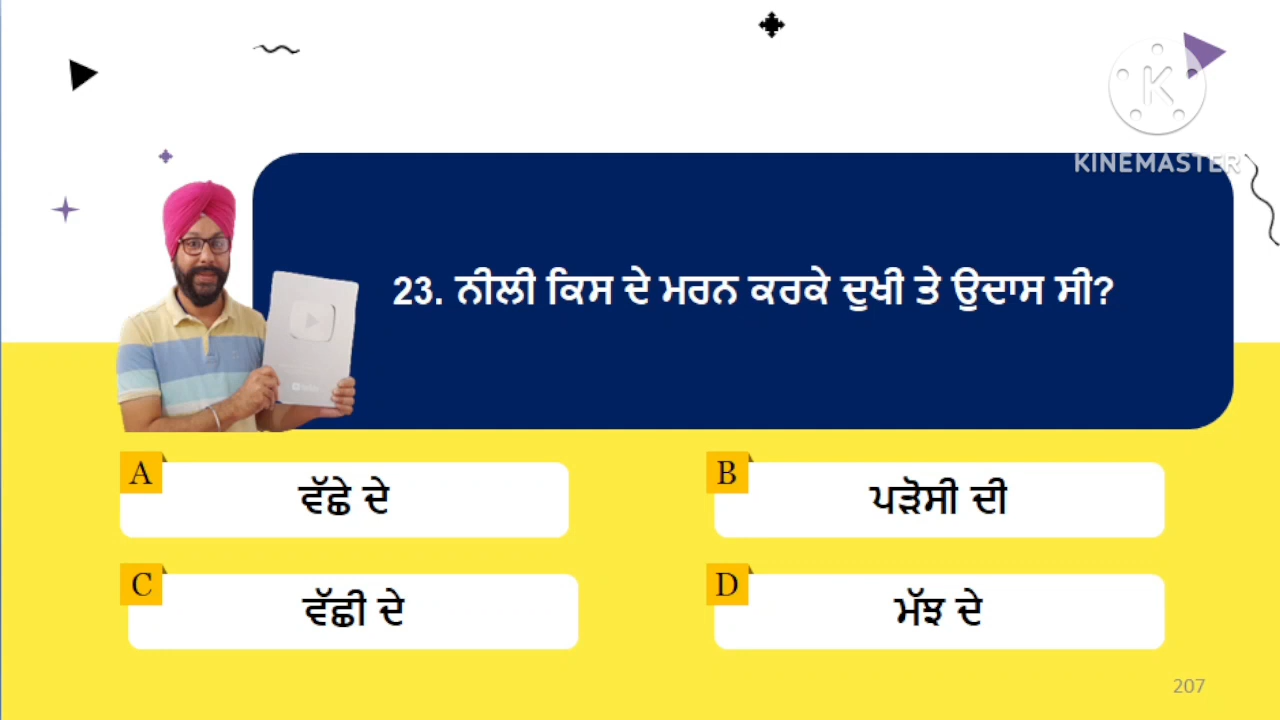 KINEMASTER
23. ਨੀਲੀ ਕਿਸ ਦੇ ਮਰਨ ਕਰਕੇ ਦੁਖੀ ਤੇ ਉਦਾਸ ਸੀ?
A ਵੱਛੇ ਦੇ
B ਪੜੋਸੀ ਦੀ
C ਵੱਛੀ ਦੇ
D ਮੱਝ ਦੇ
207